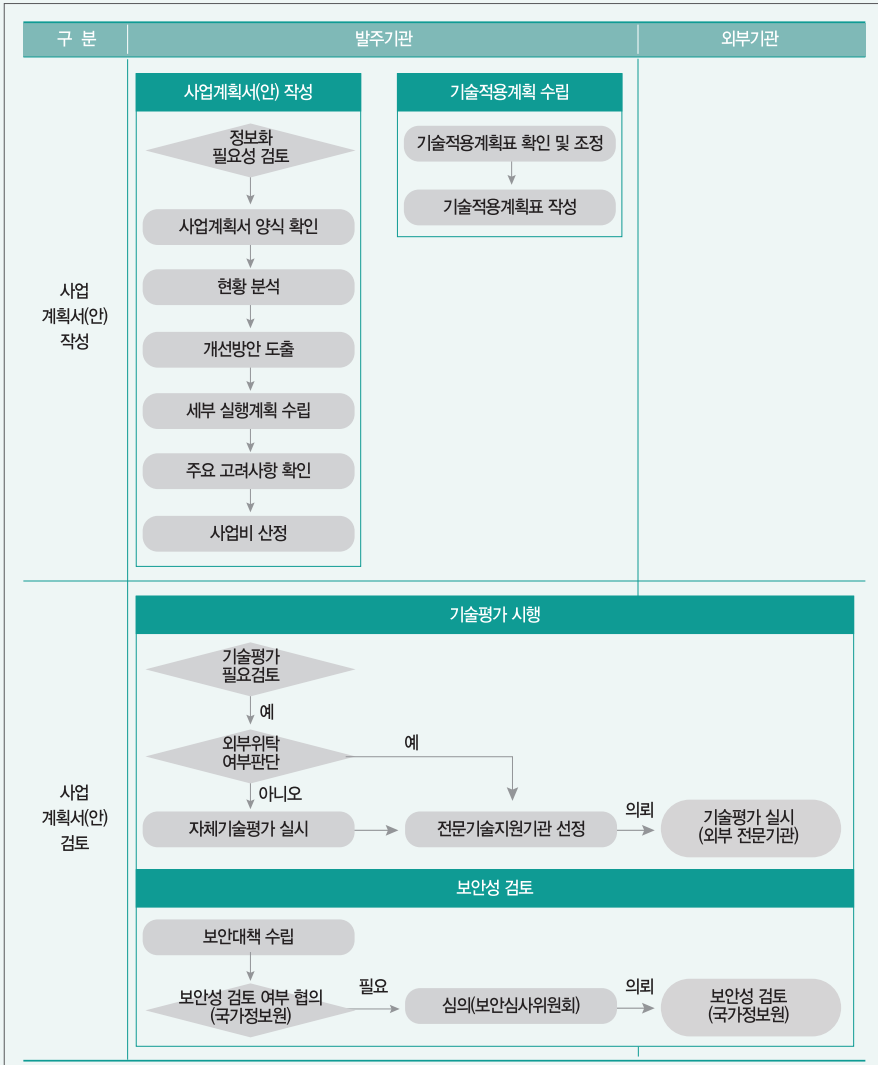 구 분
발주기관
외부기관
사업
계획서(안)
작성
사업계획서(안) 작성
정보화
필요성 검토
사업계획서 양식 확인
현황 분석
개선방안 도출
세부 실행계획 수립
주요 고려사항 확인
사업비 산정
기술적용계획 수립
기술적용계획표 확인 및 조정
기술적용계획표 작성
사업
계획서(안)
검토
기술평가 시행
기술평가
필요검토
예
외부위탁
여부판단
예
아니오
자체기술평가 실시
전문기술지원기관 선정
의뢰
기술평가 실시
(외부 전문기관)
보안성 검토
보안대책 수립
보안성 검토 여부 협의
(국가정보원)
필요
심의(보안심사위원회)
의뢰
보안성 검토
(국가정보원)